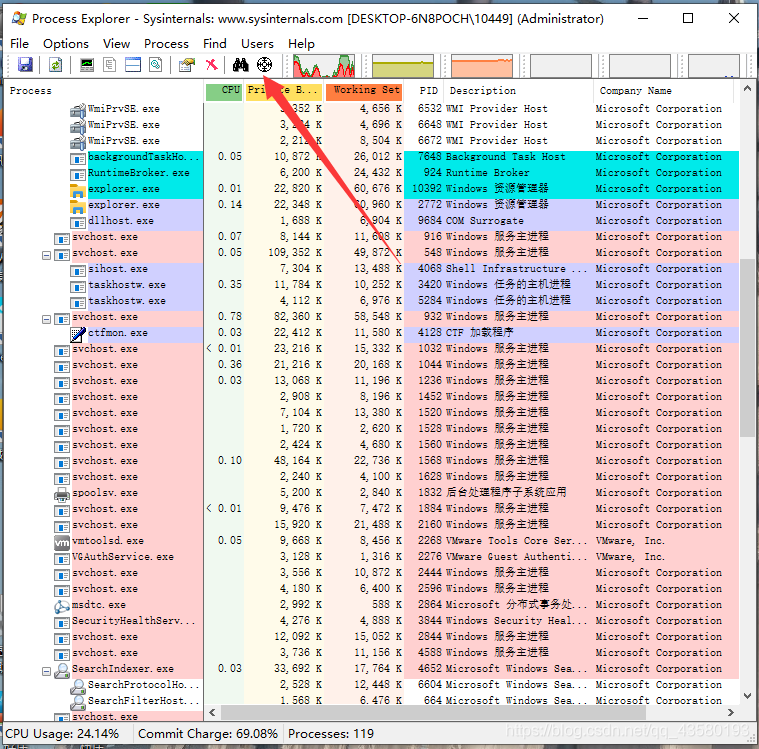 Process Explorer - Sysinternals: www.sysinternals.com [DESKTOP-6N8POCH\10449] (Administrator)
File Options View Process Find Users Help
Process CPU Private B... Working Set PID Description Company Name
WmiPrvSE.exe 4,656 K 6532 WMI Provider Host Microsoft Corporation
WmiPrvSE.exe 4,696 K 6648 WMI Provider Host Microsoft Corporation
WmiPrvSE.exe 2,212 K 8,504 K 6672 WMI Provider Host Microsoft Corporation
backgroundTaskHo... 0.05 10,872 K 26,012 K 7648 Background Task Host Microsoft Corporation
RuntimeBroker.exe 6,200 K 24,432 K 924 Runtime Broker Microsoft Corporation
explorer.exe 0.01 22,820 K 60,676 K 10392 Windows 资源管理器 Microsoft Corporation
explorer.exe 0.14 22,348 K 60,960 K 2772 Windows 资源管理器 Microsoft Corporation
dllhost.exe 1,688 K 6,904 K 9684 COM Surrogate Microsoft Corporation
svchost.exe 0.07 8,144 K 11,608 K 916 Windows 服务主进程 Microsoft Corporation
svchost.exe 0.05 109,352 K 49,872 K 548 Windows 服务主进程 Microsoft Corporation
sihost.exe 7,304 K 13,488 K 4068 Shell Infrastructure ... Microsoft Corporation
taskhostw.exe 0.35 11,784 K 10,252 K 3420 Windows 任务的主机进程 Microsoft Corporation
taskhostw.exe 4,112 K 6,976 K 5284 Windows 任务的主机进程 Microsoft Corporation
svchost.exe 0.78 82,360 K 58,548 K 932 Windows 服务主进程 Microsoft Corporation
ctfmon.exe 0.03 22,412 K 11,580 K 4128 CTF 加载程序 Microsoft Corporation
svchost.exe < 0.01 23,216 K 15,332 K 1032 Windows 服务主进程 Microsoft Corporation
svchost.exe 0.36 21,216 K 20,168 K 1044 Windows 服务主进程 Microsoft Corporation
svchost.exe 0.03 13,068 K 11,196 K 1236 Windows 服务主进程 Microsoft Corporation
svchost.exe 2,908 K 8,196 K 1452 Windows 服务主进程 Microsoft Corporation
svchost.exe 7,104 K 13,380 K 1520 Windows 服务主进程 Microsoft Corporation
svchost.exe 1,720 K 2,620 K 1528 Windows 服务主进程 Microsoft Corporation
svchost.exe 2,424 K 4,680 K 1560 Windows 服务主进程 Microsoft Corporation
svchost.exe 0.10 48,164 K 22,736 K 1568 Windows 服务主进程 Microsoft Corporation
svchost.exe 2,240 K 4,100 K 1628 Windows 服务主进程 Microsoft Corporation
spoolsv.exe 5,200 K 2,840 K 1832 后台处理程序子系统应用 Microsoft Corporation
svchost.exe < 0.01 9,476 K 7,472 K 1884 Windows 服务主进程 Microsoft Corporation
svchost.exe 15,920 K 21,488 K 2160 Windows 服务主进程 Microsoft Corporation
vmtoolsd.exe 0.05 9,668 K 8,456 K 2268 VMware Tools Core Ser... VMware, Inc.
VGAuthService.exe 3,128 K 1,316 K 2276 VMware Guest Authenti... VMware, Inc.
svchost.exe 3,556 K 10,872 K 2444 Windows 服务主进程 Microsoft Corporation
svchost.exe 4,180 K 6,400 K 2596 Windows 服务主进程 Microsoft Corporation
msdtc.exe 2,992 K 588 K 2864 Microsoft 分布式事务处... Microsoft Corporation
SecurityHealthServ... 4,276 K 4,888 K 3844 Windows Security Heal... Microsoft Corporation
svchost.exe 12,092 K 15,052 K 2844 Windows 服务主进程 Microsoft Corporation
svchost.exe 3,736 K 11,156 K 4588 Windows 服务主进程 Microsoft Corporation
SearchIndexer.exe 0.03 33,692 K 17,764 K 4652 Microsoft Windows Sea... Microsoft Corporation
SearchProtocolHo... 2,528 K 12,448 K 6604 Microsoft Windows Sea... Microsoft Corporation
SearchFilterHost... 1,568 K 6,476 K 664 Microsoft Windows Sea... Microsoft Corporation
svchost.exe
CPU Usage: 24.14% Commit Charge: 69.08% Processes: 119
https://blog.csdn.net/qq_43580193